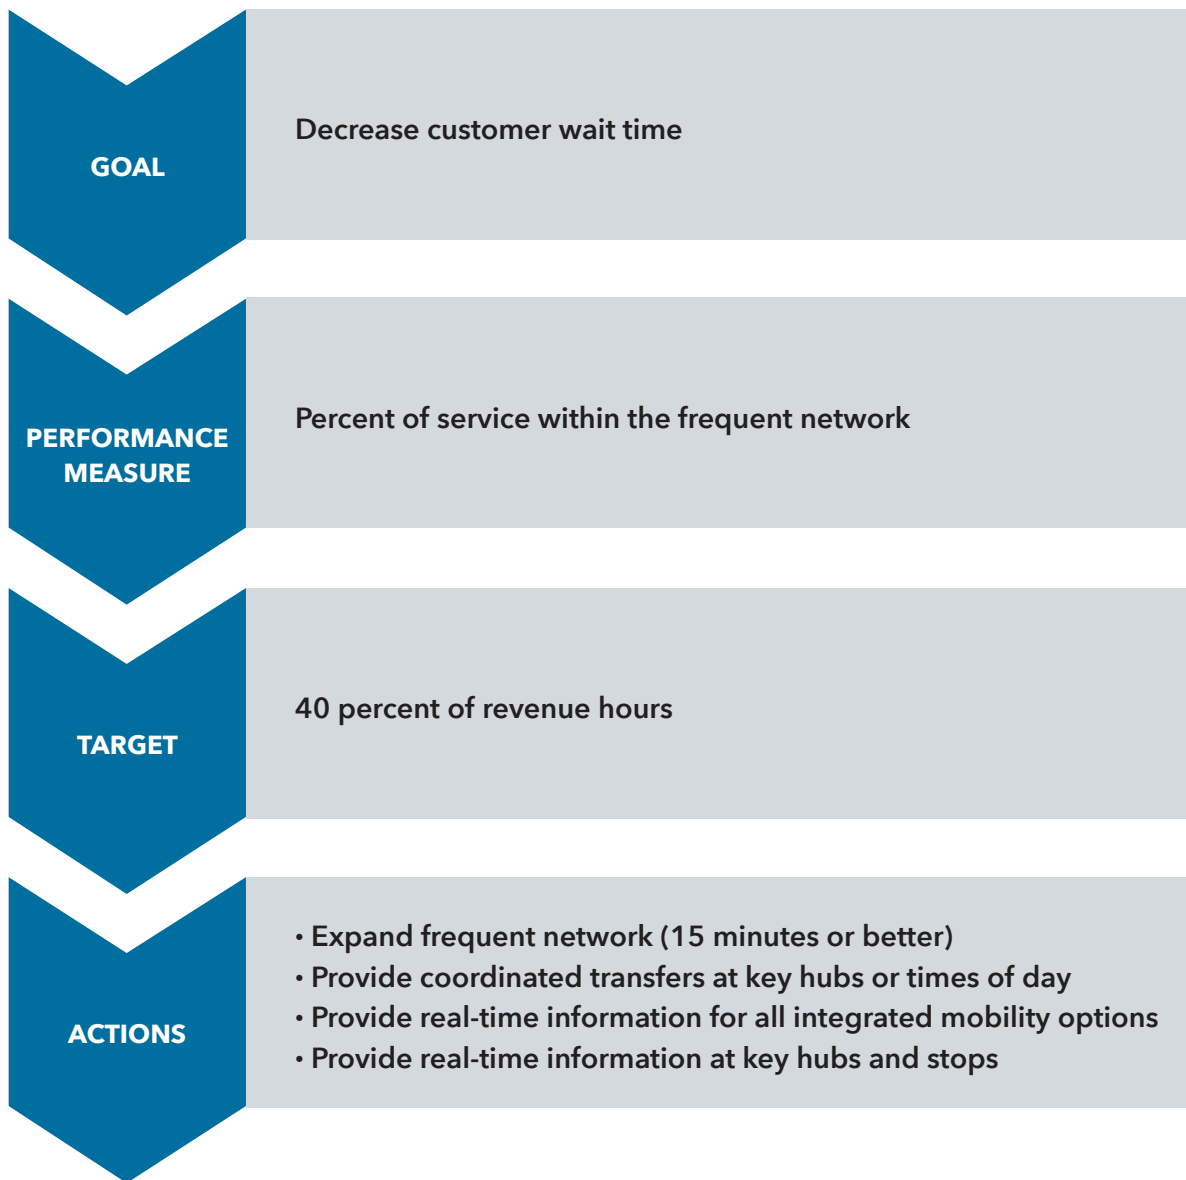 GOAL
Decrease customer wait time
PERFORMANCE
MEASURE
Percent of service within the frequent network
TARGET
40 percent of revenue hours
ACTIONS
• Expand frequent network (15 minutes or better)
• Provide coordinated transfers at key hubs or times of day
• Provide real-time information for all integrated mobility options
• Provide real-time information at key hubs and stops